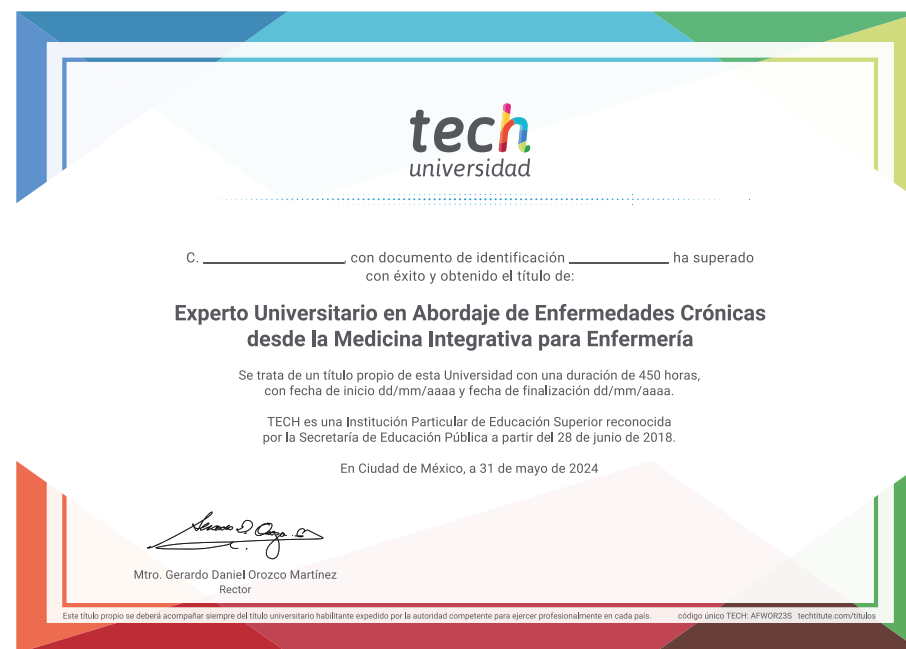 tech
universidad
C. ____________, con documento de identificación ____________ ha superado
con éxito y obtenido el título de:
Experto Universitario en Abordaje de Enfermedades Crónicas
desde la Medicina Integrativa para Enfermería
Se trata de un título propio de esta Universidad con una duración de 450 horas,
con fecha de inicio dd/mm/aaaa y fecha de finalización dd/mm/aaaa.
TECH es una Institución Particular de Educación Superior reconocida
por la Secretaría de Educación Pública a partir del 28 de junio de 2018.
En Ciudad de México, a 31 de mayo de 2024
Mtro. Gerardo Daniel Orozco Martínez
Rector
Este título propio se deberá acompañar siempre del título universitario habilitante expedido por la autoridad competente para ejercer profesionalmente en cada país. código único TECH: AFWOR23S techtitute.com/titulos